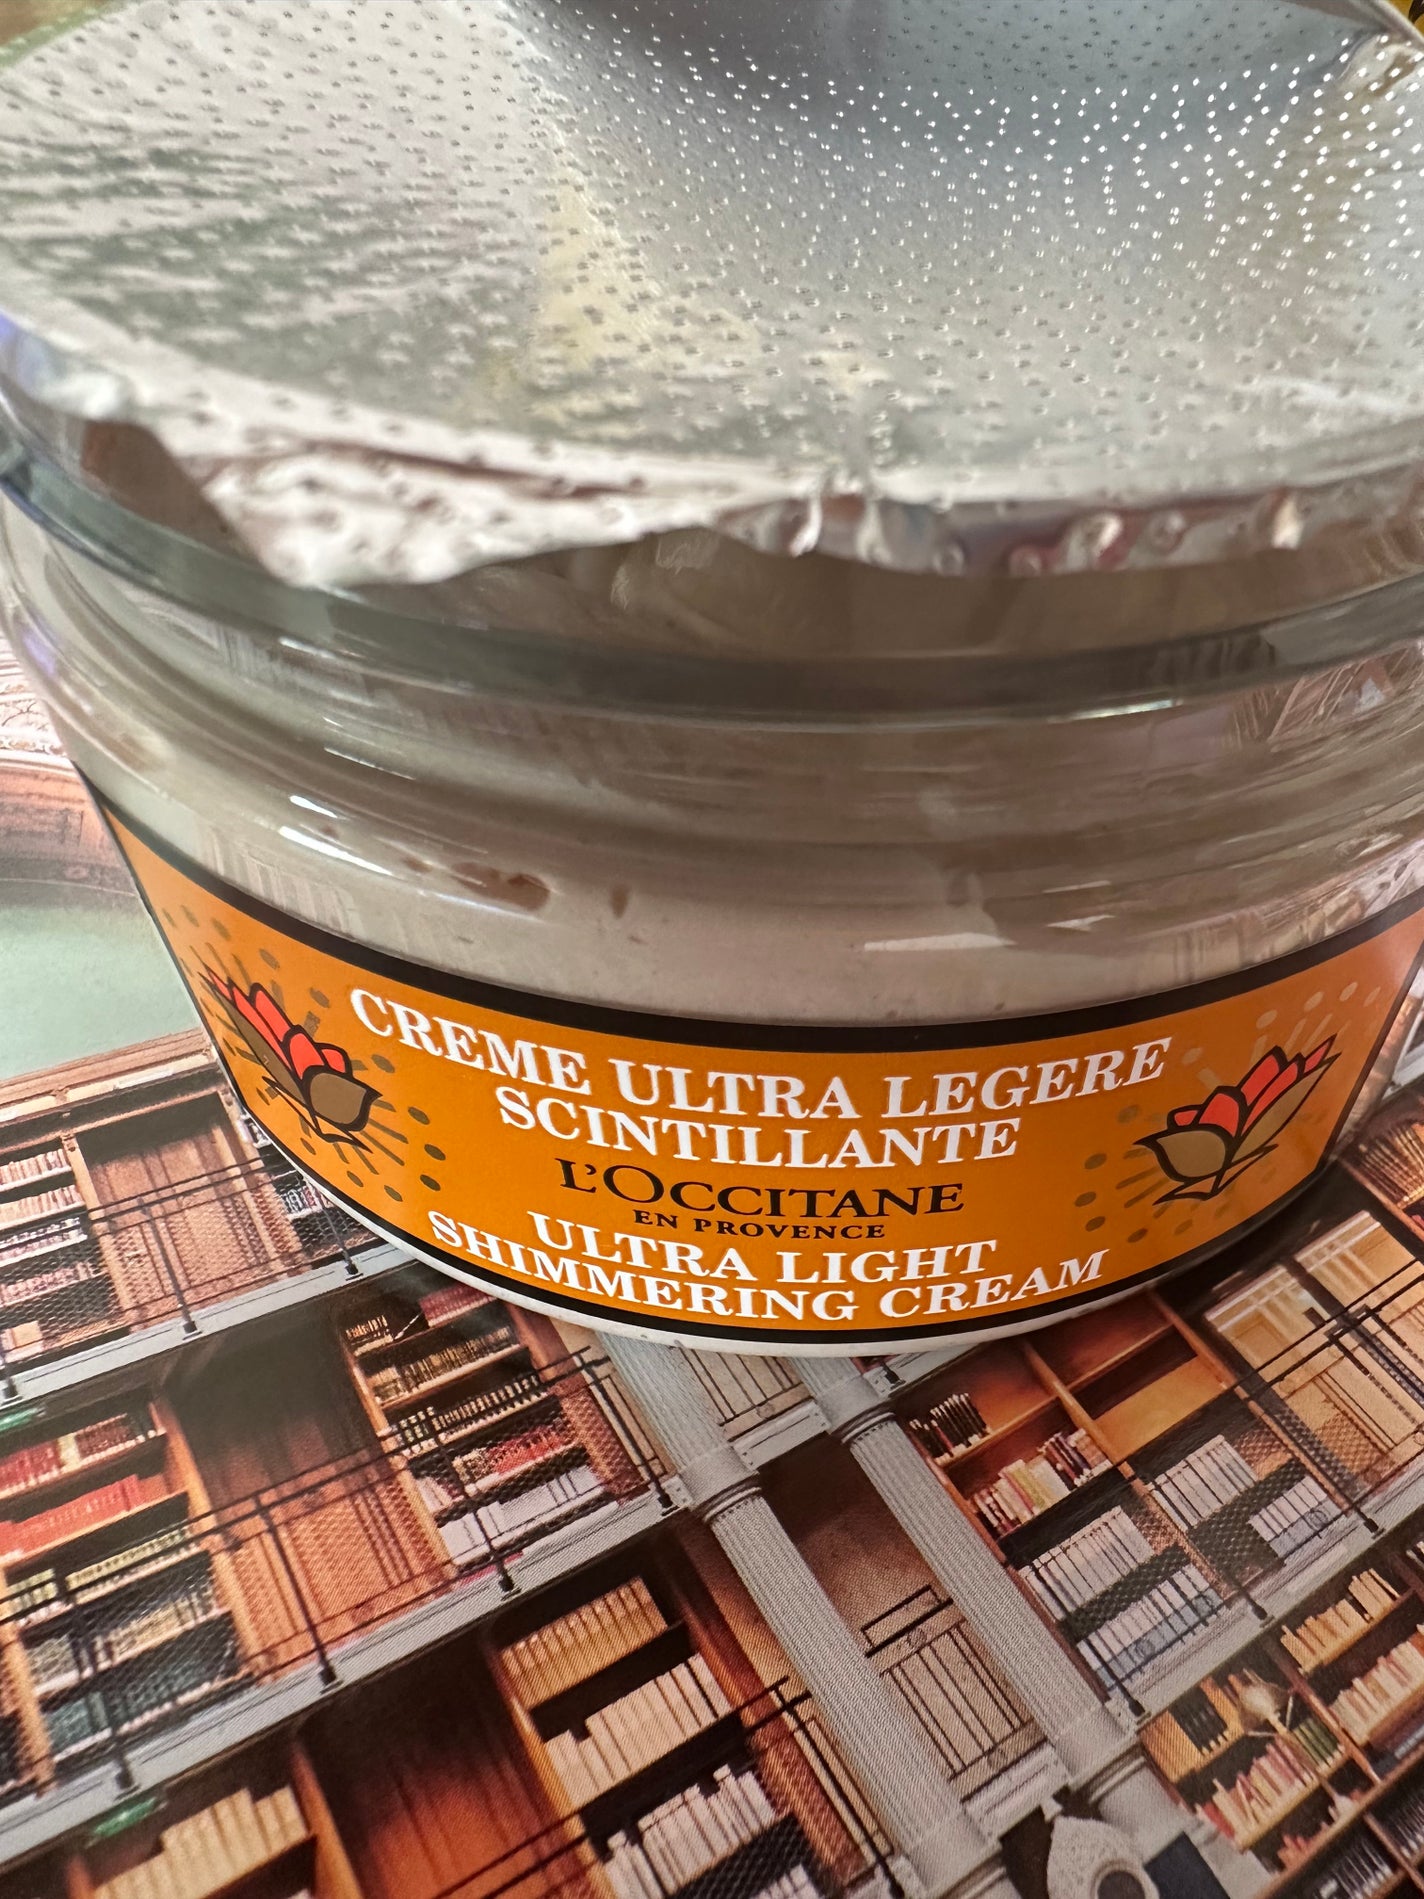 CREME ULTRA LEGERE
SCINTILLANTE
L'OCCITANE
EN PROVENCE
ULTRA LIGHT
SHIMMERING CREAM